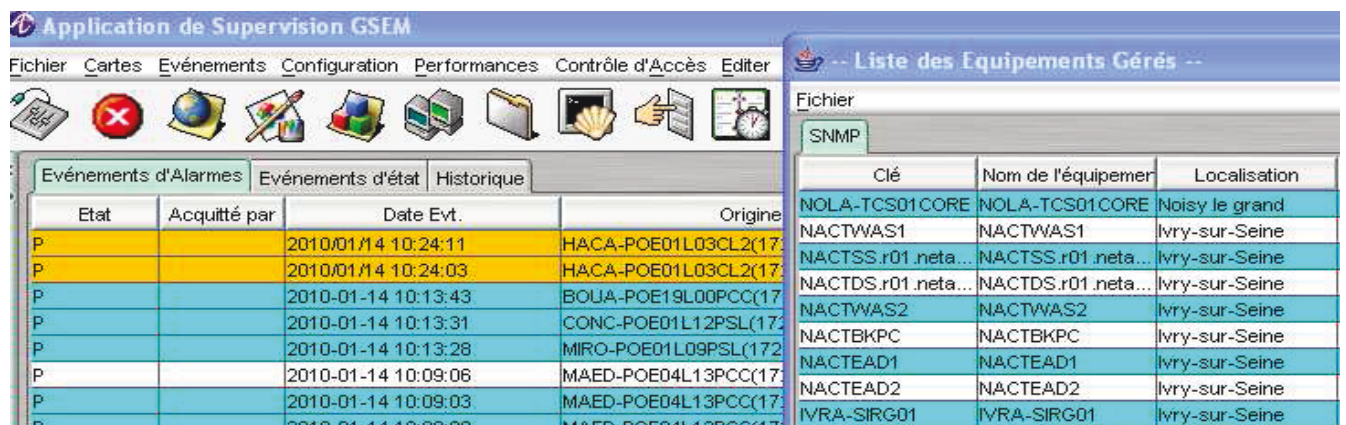 Application de Supervision GSEM
Fichier Cartes Evénements Configuration Performances Contrôle d'Accès Editer
Evénements d'Alarmes Evénements d'état Historique
Etat Acquitté par Date Evt. Origine
P 2010/01/14 10:24:11 HACA-POE01L03CL2(17
P 2010/01/14 10:24:03 HACA-POE01L03CL2(17
P 2010-01-14 10:13:43 BOUA-POE19L00PCC(17
P 2010-01-14 10:13:31 CONC-POE01L12PSL(172
P 2010-01-14 10:13:28 MIRO-POE01L09PSL(172
P 2010-01-14 10:09:06 MAED-POE04L13PCC(17
P 2010-01-14 10:09:03 MAED-POE04L13PCC(17
-- Liste des Equipements Gérés --
Fichier
SNMP
Clé Nom de l'équipemer Localisation
NOLA-TCS01CORE NOLA-TCS01CORE Noisy le grand
NACTWAS1 NACTWAS1 Ivry-sur-Seine
NACTSS.r01.neta... NACTSS.r01.neta... Ivry-sur-Seine
NACTDS.r01.neta... NACTDS.r01.neta... Ivry-sur-Seine
NACTWAS2 NACTWAS2 Ivry-sur-Seine
NACTBKPC NACTBKPC Ivry-sur-Seine
NACTEAD1 NACTEAD1 Ivry-sur-Seine
NACTEAD2 NACTEAD2 Ivry-sur-Seine
IVRA-SIRG01 IVRA-SIRG01 Ivry-sur-Seine